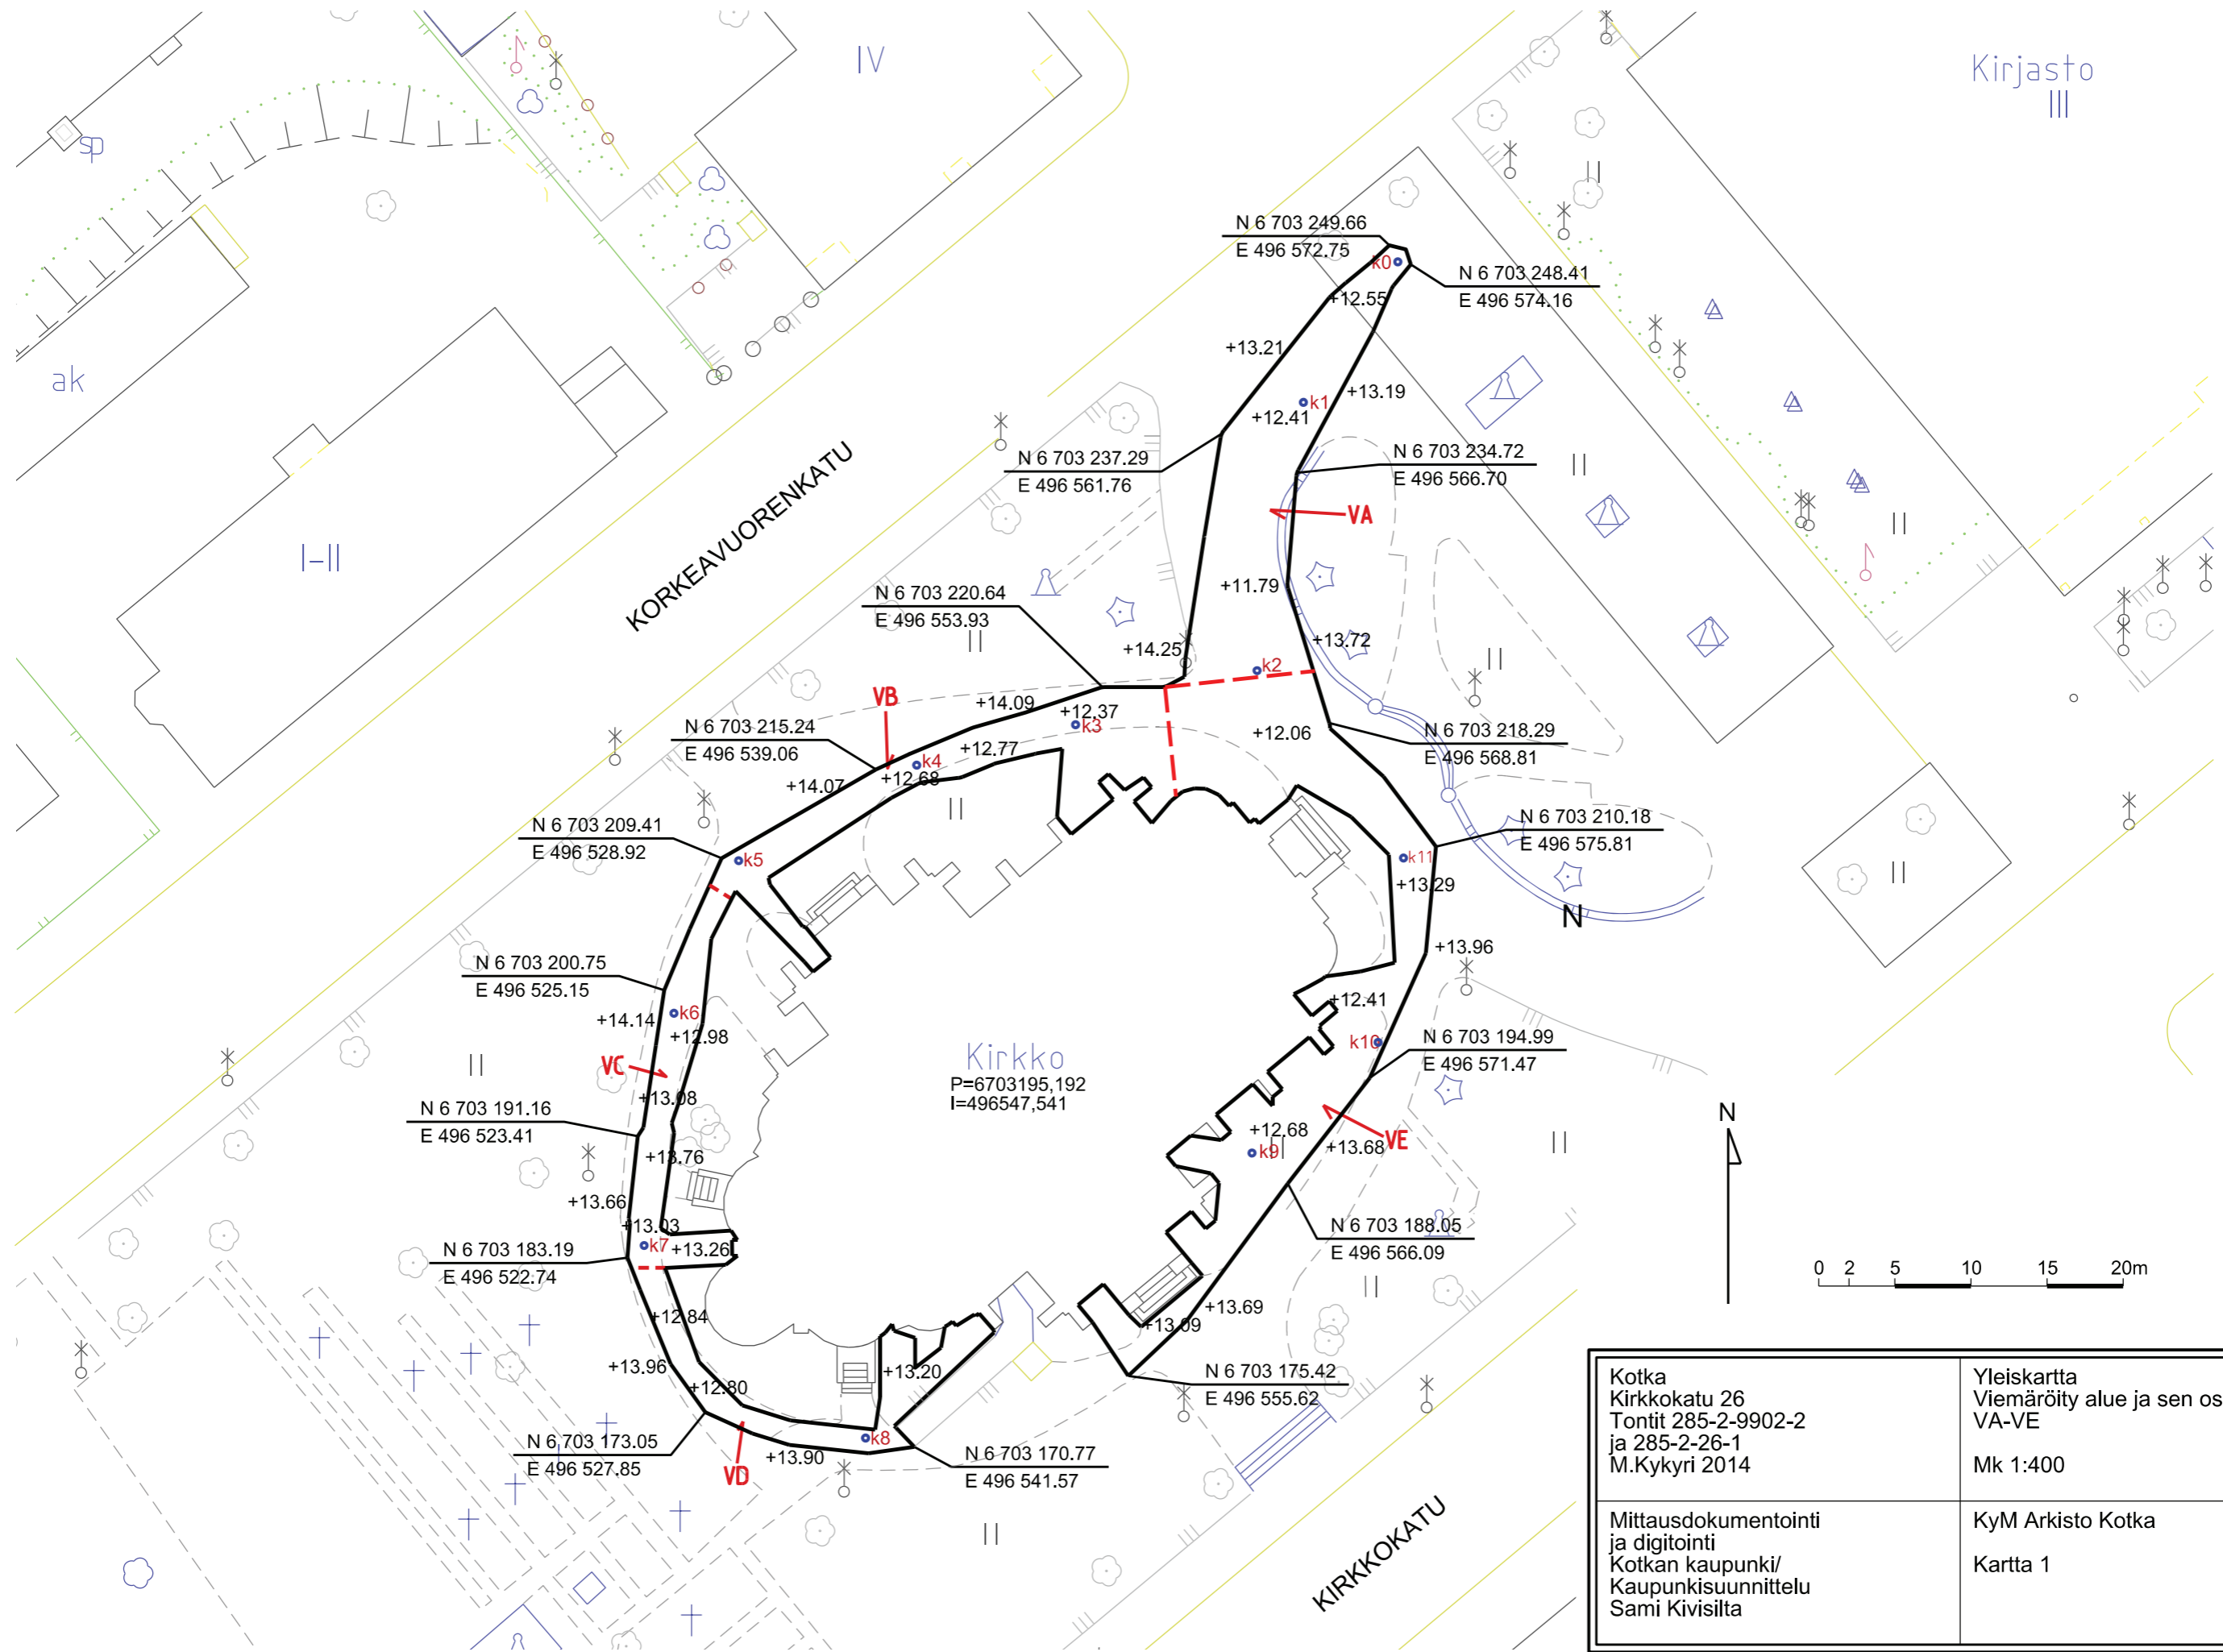 IV
Kirjasto
III
sp
ak
I-II
KORKEAVUORENKATU
N 6 703 249.66
E 496 572.75
k0
N 6 703 248.41
E 496 574.16
+12.55
+13.21
+13.19
k1
+12.41
N 6 703 237.29
E 496 561.76
N 6 703 234.72
E 496 566.70
VA
+11.79
N 6 703 220.64
E 496 553.93
+14.25
+13.72
k2
VB
+14.09
+12.37
k3
N 6 703 215.24
E 496 539.06
+12.77
k4
+12.68
+14.07
+12.06
N 6 703 218.29
E 496 568.81
N 6 703 209.41
E 496 528.92
k5
N 6 703 210.18
E 496 575.81
k11
+13.29
N
+13.96
N 6 703 200.75
E 496 525.15
k6
+14.14
+12.98
+12.41
k10
N 6 703 194.99
E 496 571.47
VC
+13.08
Kirkko
P=6703195,192
I=496547,541
N 6 703 191.16
E 496 523.41
+13.76
+12.68
k9
VE
+13.68
N
+13.66
+13.03
k7
+13.26
N 6 703 183.19
E 496 522.74
N 6 703 188.05
E 496 566.09
0 2 5 10 15 20m
+12.84
+13.69
+13.09
+13.96
+12.80
+13.20
N 6 703 175.42
E 496 555.62
N 6 703 173.05
E 496 527.85
VD
+13.90
k8
N 6 703 170.77
E 496 541.57
KIRKKOKATU
Kotka
Kirkkokatu 26
Tontit 285-2-9902-2
ja 285-2-26-1
M.Kykyri 2014
Yleiskartta
Viemäröity alue ja sen os
VA-VE
Mk 1:400
Mittausdokumentointi
ja digitointi
Kotkan kaupunki/
Kaupunkisuunnittelu
Sami Kivisilta
KyM Arkisto Kotka
Kartta 1